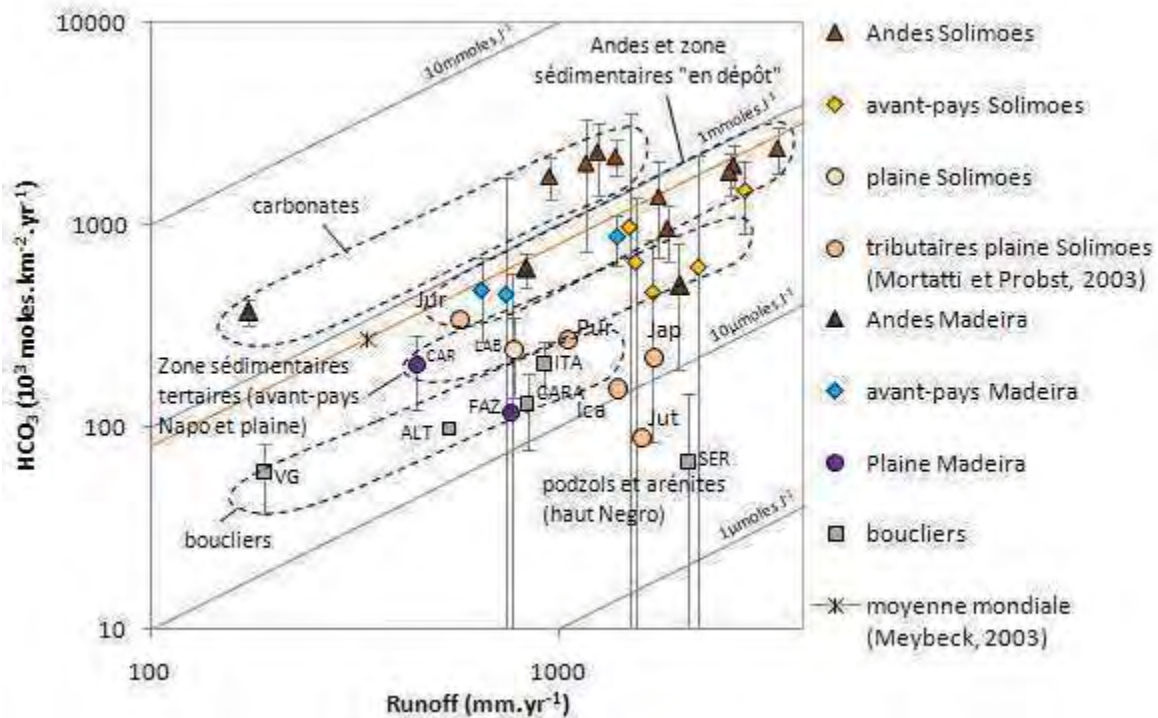 10000
1000
100
10
100
1000
HCO3 (10³ moles.km⁻².yr⁻¹)
Runoff (mm.yr⁻¹)
10mmoles.l⁻¹
1mmoles.l⁻¹
10µmoles.l⁻¹
1µmoles.l⁻¹
Andes et zone
sédimentaires "en dépôt"
carbonates
Jur
CAR
LAB
Pur
Jap
ITA
CARA
Ica
Jut
FAZ
ALT
VG
SER
Zone sédimentaires
tertaires (avant-pays
Napo et plaine)
boucliers
podzols et arénites
(haut Negro)
Andes Solimoes
avant-pays Solimoes
plaine Solimoes
tributaires plaine Solimoes
(Mortatti et Probst, 2003)
Andes Madeira
avant-pays Madeira
Plaine Madeira
boucliers
moyenne mondiale
(Meybeck, 2003)